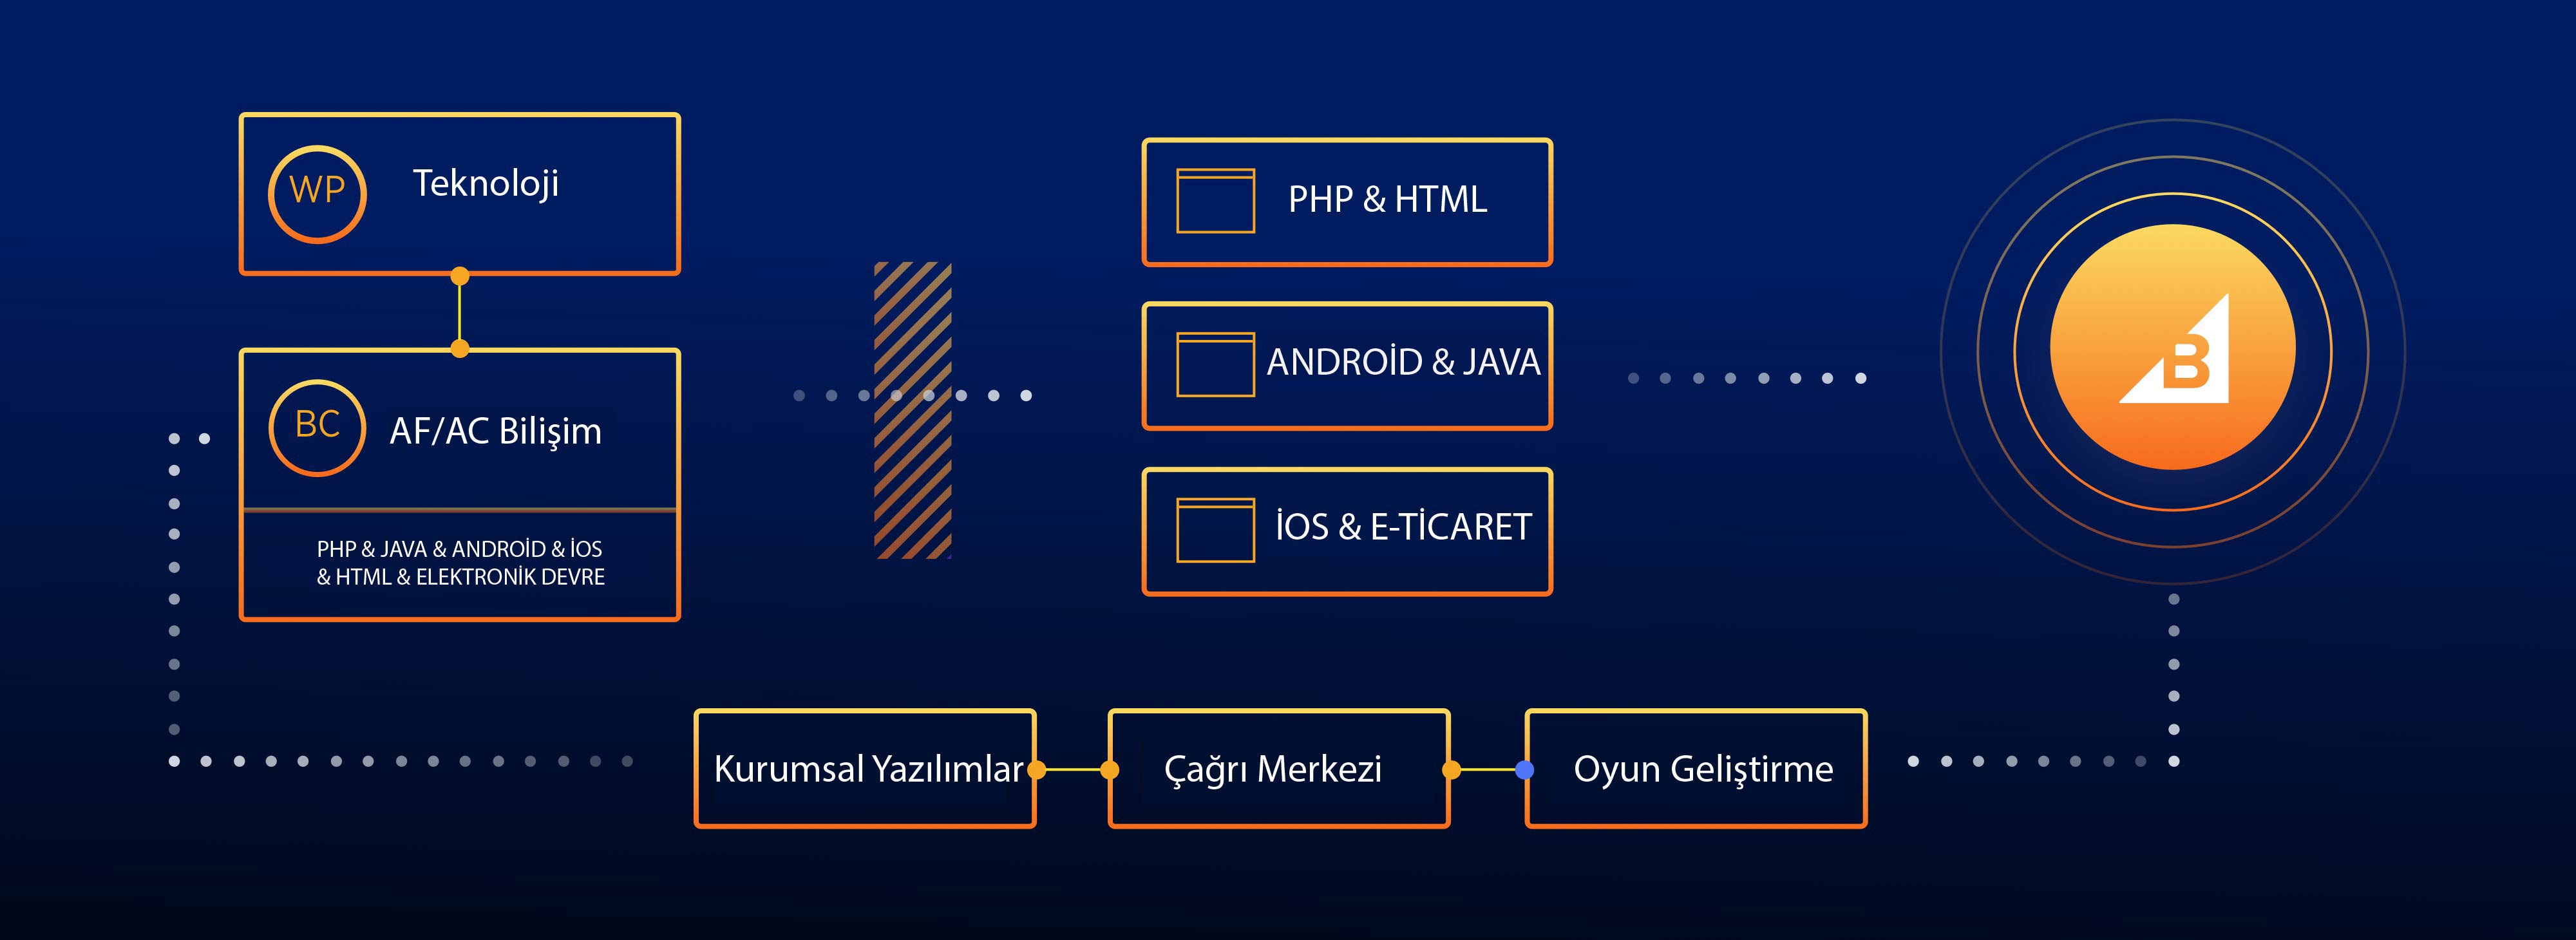 WP
Teknoloji
BC
AF/AC Bilişim
PHP & JAVA & ANDROİD & İOS
& HTML & ELEKTRONİK DEVRE
PHP & HTML
ANDROİD & JAVA
İOS & E-TİCARET
B
Kurumsal Yazılımlar
Çağrı Merkezi
Oyun Geliştirme